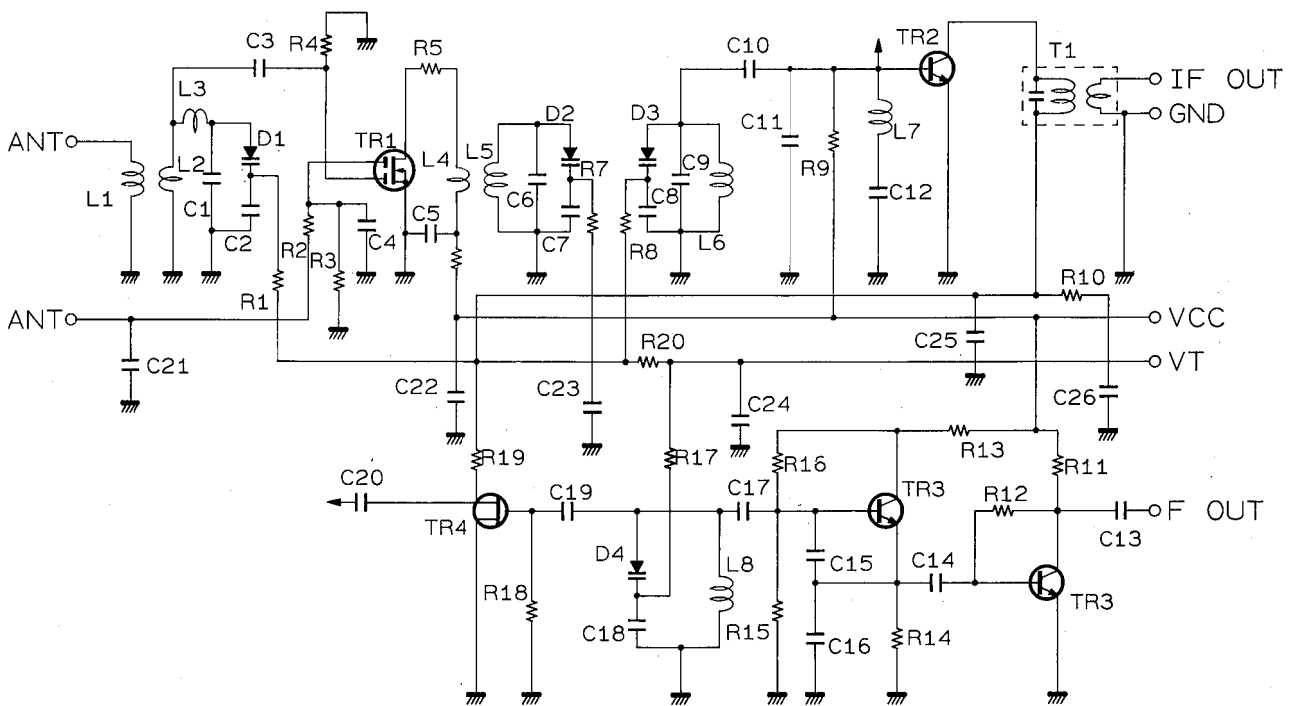 C3
R4
R5
C10
TR2
T1
IF OUT
GND
L3
D1
ANT
TR1
L4
L5
D2
R7
D3
C11
R9
L7
L1
L2
C1
C2
R2
R3
C4
C5
C6
C7
C9
C8
R8
L6
C12
R1
R10
ANT
VCC
C21
R20
C25
VT
C22
C23
C24
C26
R13
R19
R17
R16
R11
C20
C19
C17
TR3
R12
F OUT
TR4
C13
D4
L8
C15
C14
R18
C18
R15
C16
R14
TR3